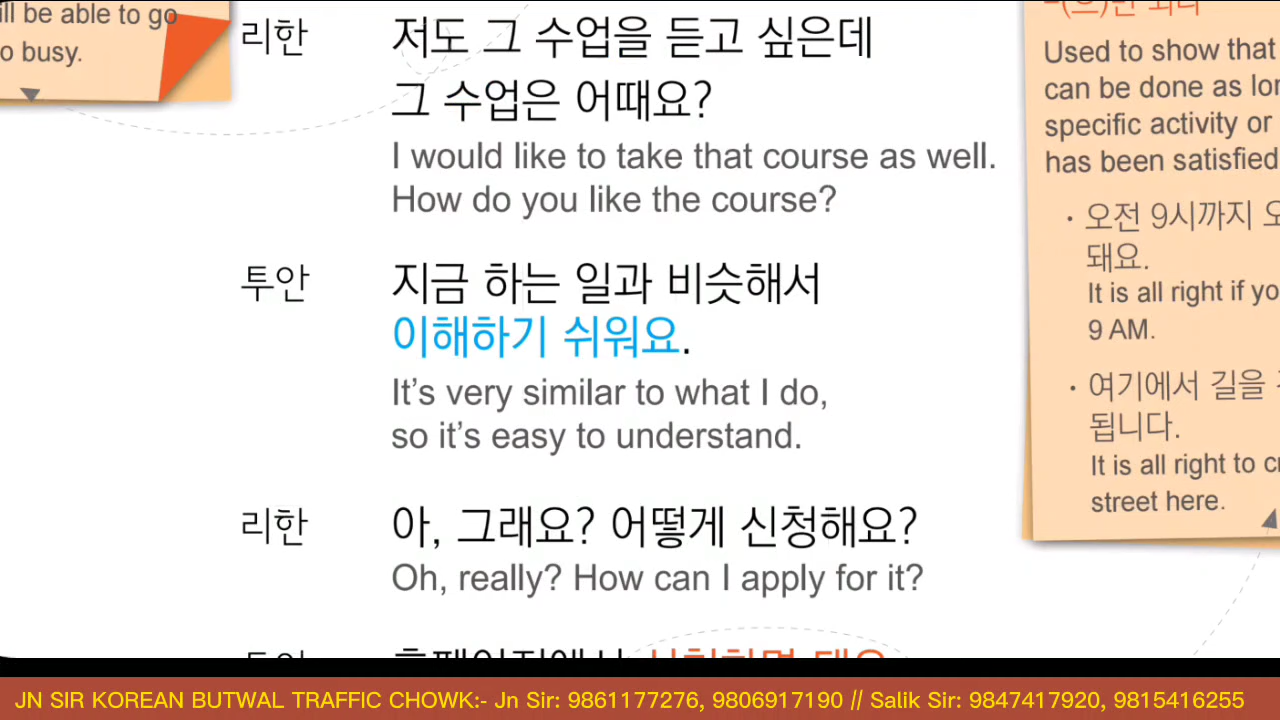 ill be able to go
o busy.
리한
저도 그 수업을 듣고 싶은데
그 수업은 어때요?
I would like to take that course as well.
How do you like the course?
투안
지금 하는 일과 비슷해서
이해하기 쉬워요.
It's very similar to what I do,
so it's easy to understand.
리한
아, 그래요? 어떻게 신청해요?
Oh, really? How can I apply for it?
Used to show that
can be done as lon
specific activity or
has been satisfied
· 오전 9시까지 오
돼요.
It is all right if yo
9 AM.
· 여기에서 길을
됩니다.
It is all right to c
street here.
JN SIR KOREAN BUTWAL TRAFFIC CHOWK:- Jn Sir: 9861177276, 9806917190 // Salik Sir: 9847417920, 9815416255